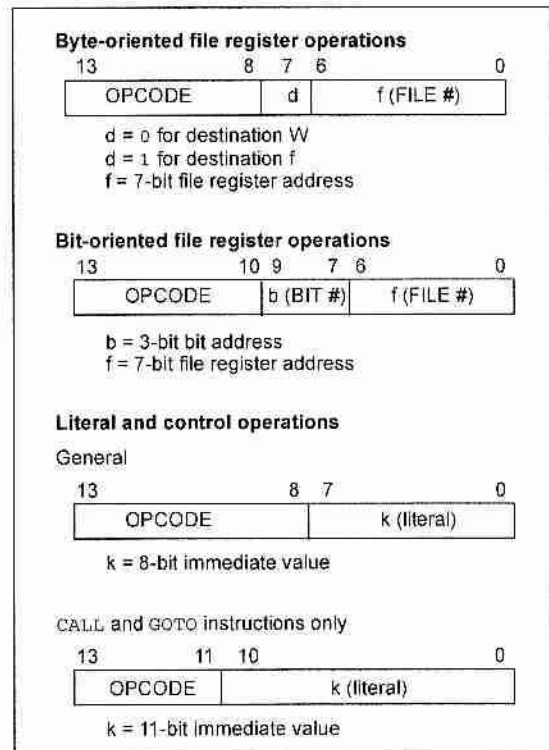 Byte-oriented file register operations
13 8 7 6 0
OPCODE d f (FILE #)
d = 0 for destination W
d = 1 for destination f
f = 7-bit file register address
Bit-oriented file register operations
13 10 9 7 6 0
OPCODE b (BIT #) f (FILE #)
b = 3-bit bit address
f = 7-bit file register address
Literal and control operations
General
13 8 7 0
OPCODE k (literal)
k = 8-bit immediate value
CALL and GOTO instructions only
13 11 10 0
OPCODE k (literal)
k = 11-bit immediate value